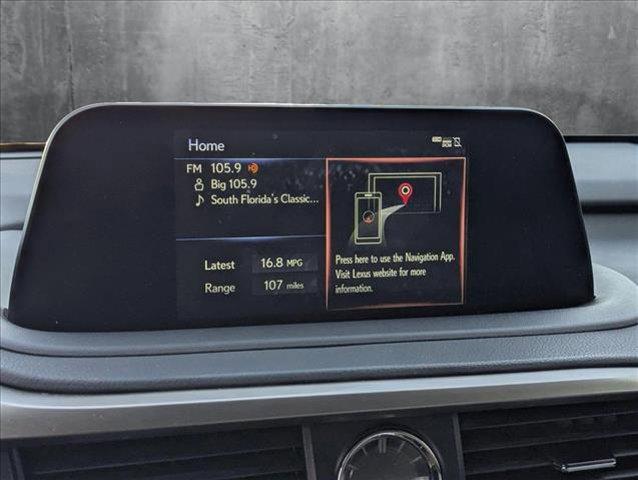 Home
FM 105.9
Big 105.9
South Florida's Classic...
Latest 16.8 MPG
Range 107 miles
Press here to use the Navigation App.
Visit Lexus website for more
information.